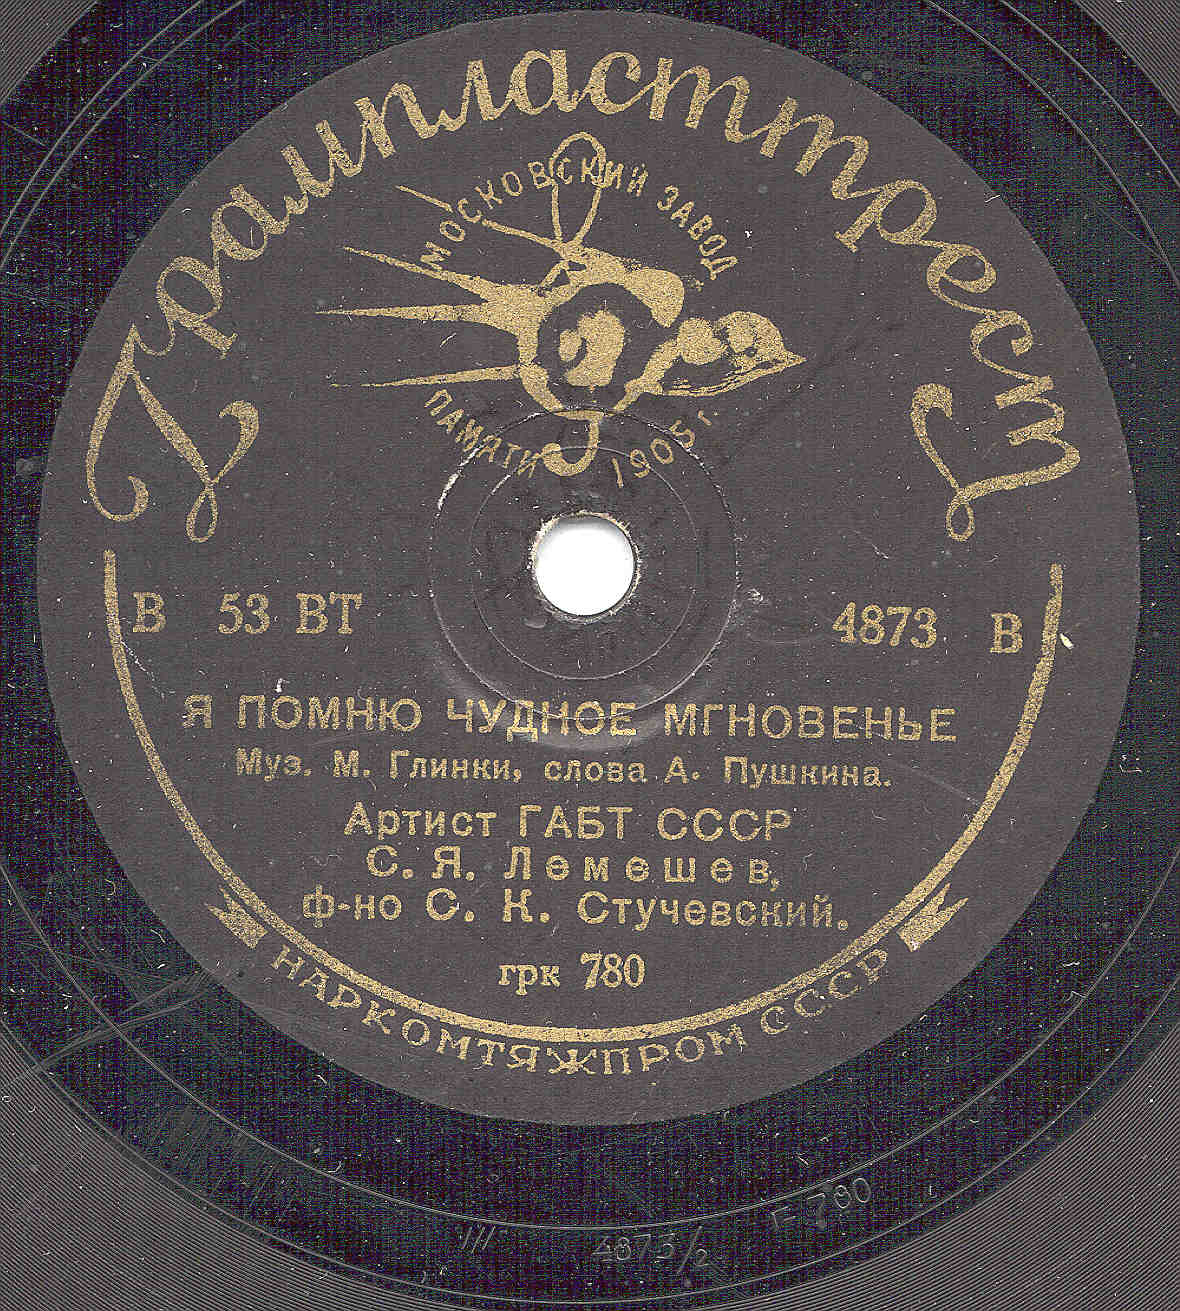 Грампласттрест
МОСКОВСКИЙ ЗАВОД
ПАМЯТИ 1905 г.
В 53 ВТ 4873 В
Я ПОМНЮ ЧУДНОЕ МГНОВЕНЬЕ
Муз. М. Глинки, слова А. Пушкина.
Артист ГАБТ СССР
С. Я. Лемешев,
ф-но С. К. Стучевский.
грк 780
НАРКОМТЯЖПРОМ СССР
III 4873/2 Г-780